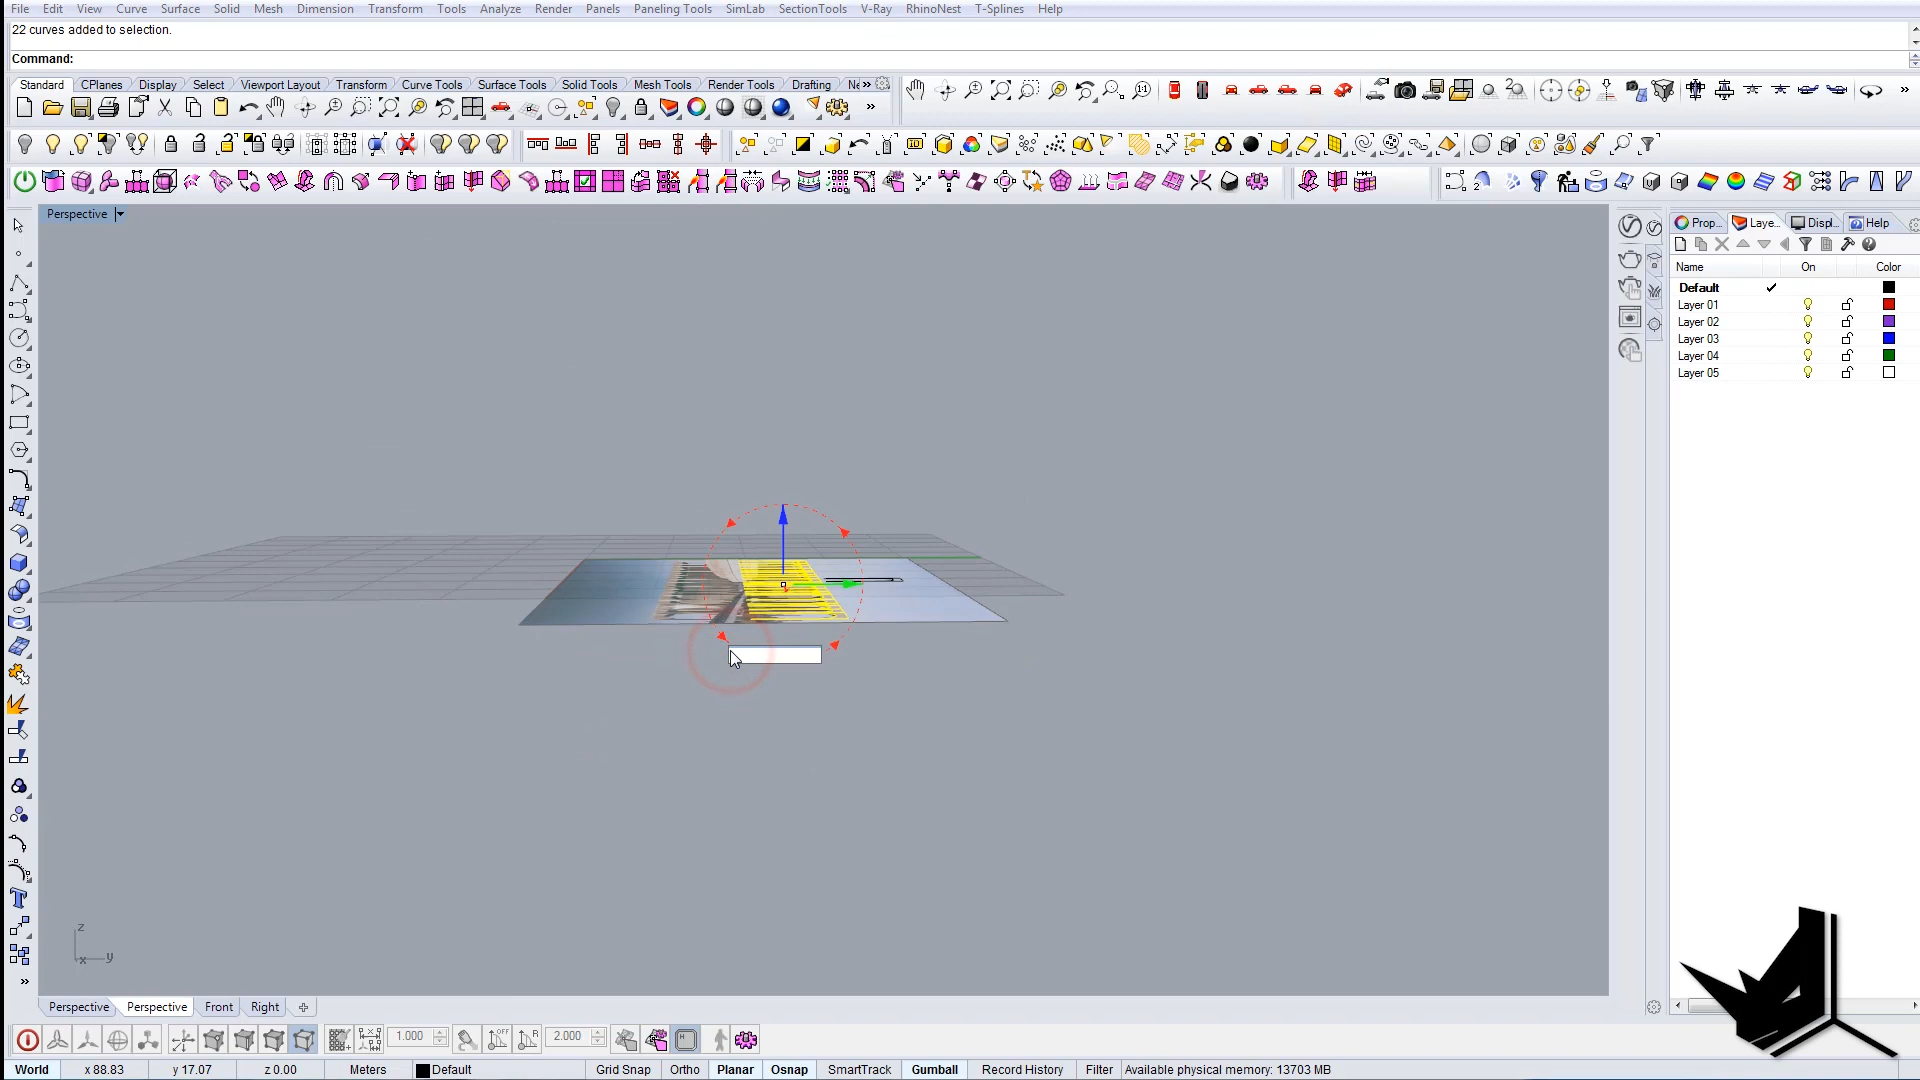 File Edit View Curve Surface Solid Mesh Dimension Transform Tools Analyze Render Panels Paneling Tools SimLab SectionTools V-Ray RhinoNest T-Splines Help
22 curves added to selection.
Command:
Standard CPlanes Display Select Viewport Layout Transform Curve Tools Surface Tools Solid Tools Mesh Tools Render Tools Drafting
Perspective
Prop... Laye... Displ... Help
Name On Color
Default
Layer 01
Layer 02
Layer 03
Layer 04
Layer 05
z
x y
Perspective Perspective Front Right
1.000 2.000
World x 88.83 y 17.07 z 0.00 Meters Default Grid Snap Ortho Planar Osnap SmartTrack Gumball Record History Filter Available physical memory: 13703 MB